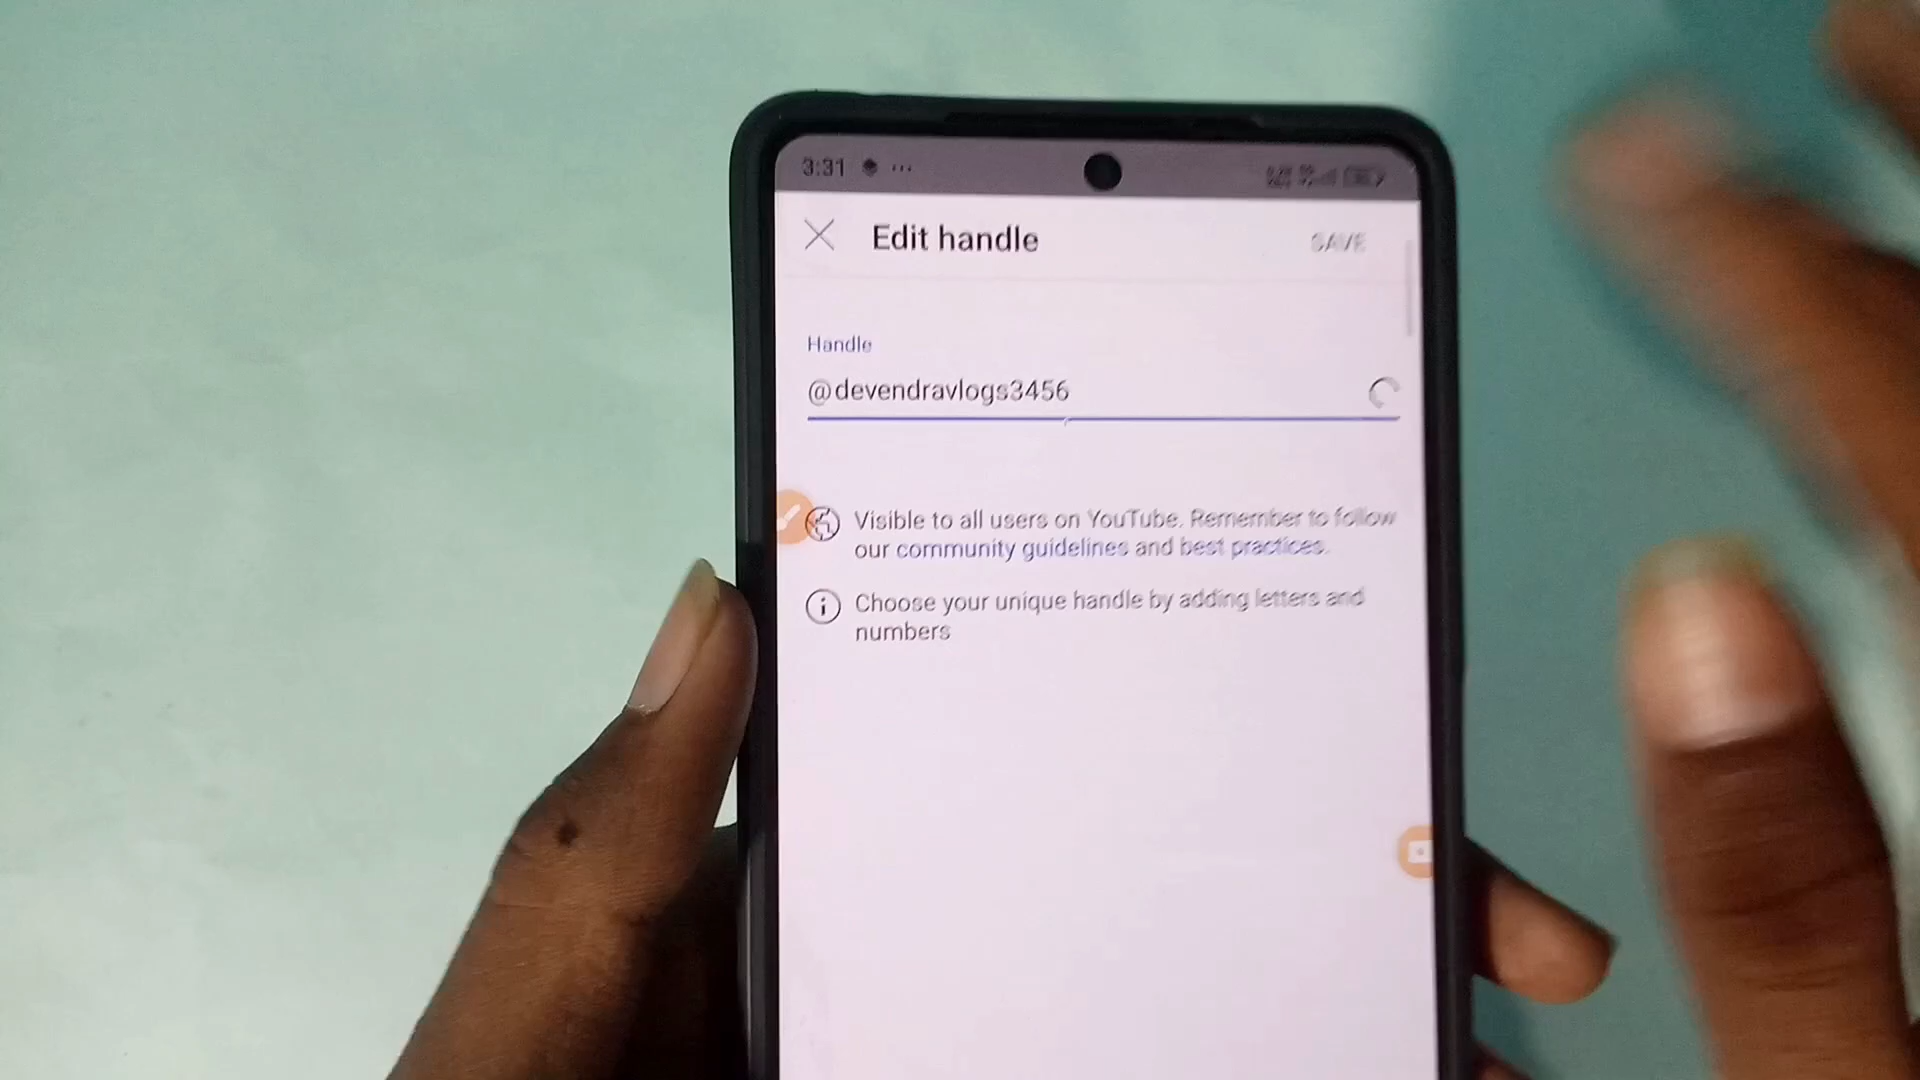 3:31
Edit handle
SAVE
Handle
@devendravlogs3456
Visible to all users on YouTube. Remember to follow
our community guidelines and best practices.
Choose your unique handle by adding letters and
numbers